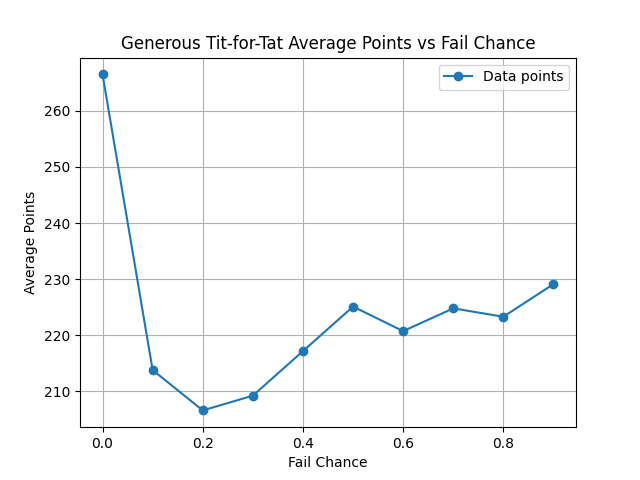 Generous Tit-for-Tat Average Points vs Fail Chance
Data points
260
250
240
230
220
210
Average Points
0.0 0.2 0.4 0.6 0.8
Fail Chance